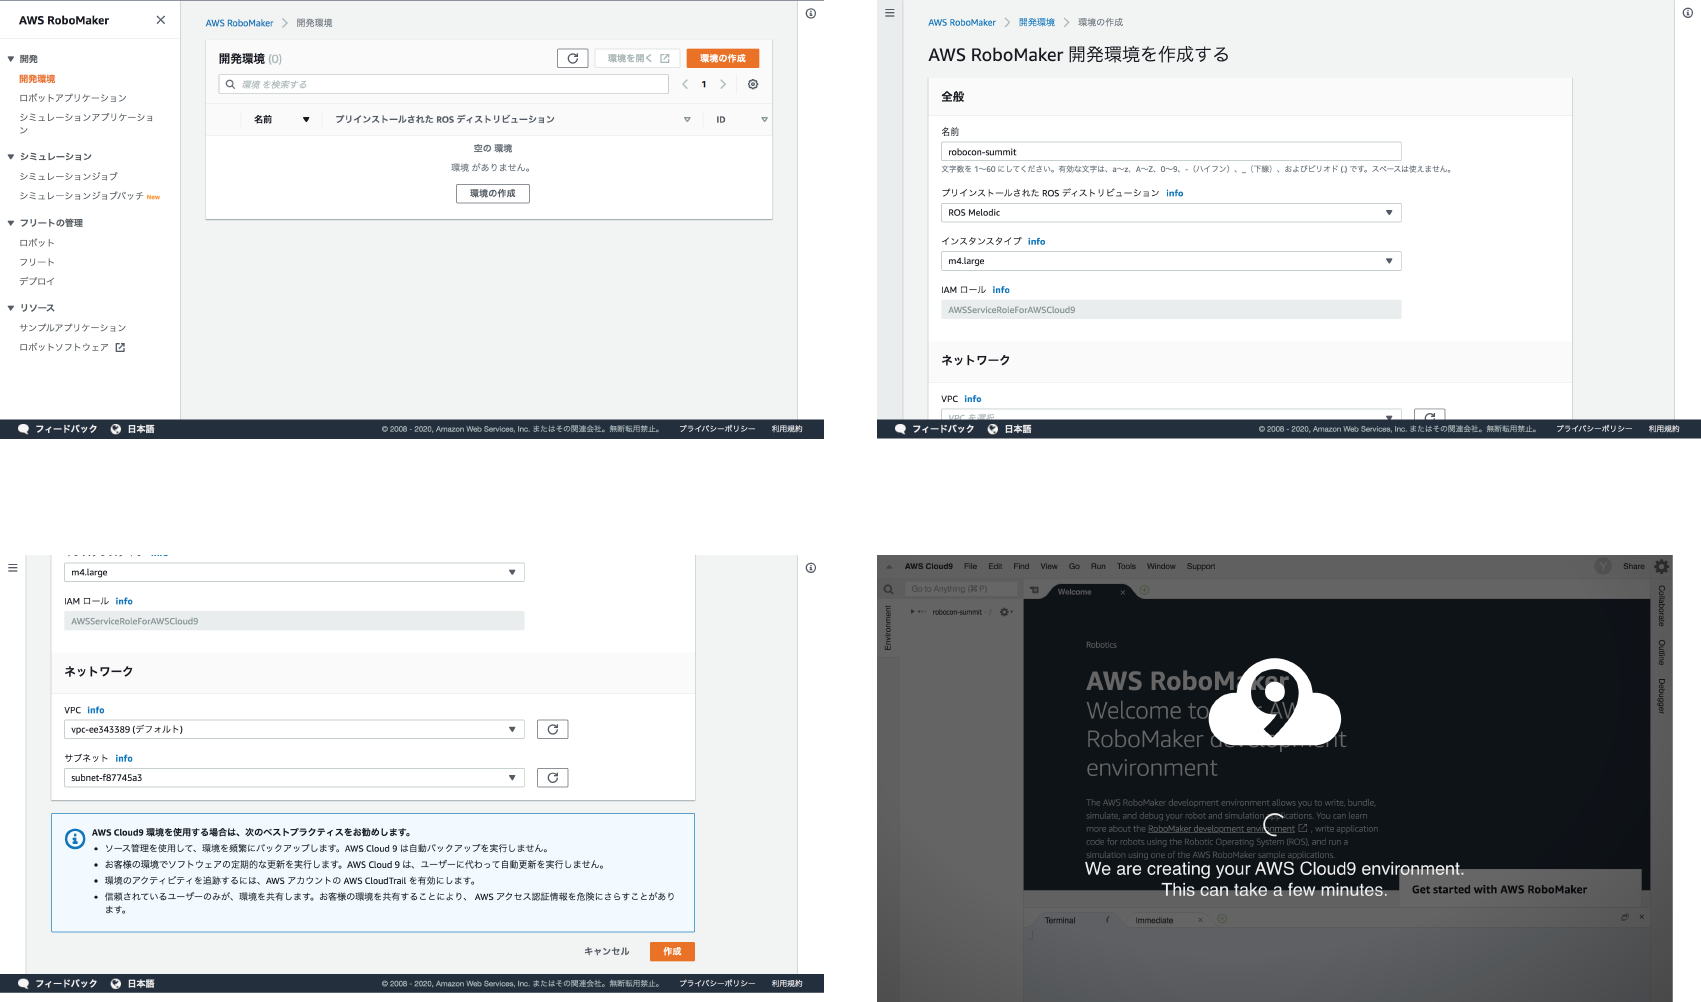 AWS RoboMaker
開発
開発環境
ロボットアプリケーション
シミュレーションアプリケーショ
ン
シミュレーション
シミュレーションジョブ
シミュレーションジョブバッチ New
フリートの管理
ロボット
フリート
デプロイ
リソース
サンプルアプリケーション
ロボットソフトウェア
AWS RoboMaker > 開発環境
開発環境 (0)
環境を開く
環境の作成
環境 を検索する
1
名前
プリインストールされた ROS ディストリビューション
ID
空の 環境
環境 がありません。
環境の作成
フィードバック 日本語 © 2008 - 2020, Amazon Web Services, Inc. またはその関連会社。無断転用禁止。 プライバシーポリシー 利用規約
AWS RoboMaker > 開発環境 > 環境の作成
AWS RoboMaker 開発環境を作成する
全般
名前
robocon-summit
文字数を 1〜60 にしてください。有効な文字は、a〜z、A〜Z、0〜9、-（ハイフン）、_（下線）、およびピリオド (.) です。スペースは使えません。
プリインストールされた ROS ディストリビューション info
ROS Melodic
インスタンスタイプ info
m4.large
IAM ロール info
AWSServiceRoleForAWSCloud9
ネットワーク
VPC info
VPC を選択
フィードバック 日本語 © 2008 - 2020, Amazon Web Services, Inc. またはその関連会社。無断転用禁止。 プライバシーポリシー 利用規約
m4.large
IAM ロール info
AWSServiceRoleForAWSCloud9
ネットワーク
VPC info
vpc-ee343389 (デフォルト)
サブネット info
subnet-f87745a3
AWS Cloud9 環境を使用する場合は、次のベストプラクティスをお勧めします。
• ソース管理を使用して、環境を頻繁にバックアップします。AWS Cloud 9 は自動バックアップを実行しません。
• お客様の環境でソフトウェアの定期的な更新を実行します。AWS Cloud 9 は、ユーザーに代わって自動更新を実行しません。
• 環境のアクティビティを追跡するには、AWS アカウントの AWS CloudTrail を有効にします。
• 信頼されているユーザーのみが、環境を共有します。お客様の環境を共有することにより、 AWS アクセス認証情報を危険にさらすことがあり
ます。
キャンセル 作成
フィードバック 日本語 © 2008 - 2020, Amazon Web Services, Inc. またはその関連会社。無断転用禁止。 プライバシーポリシー 利用規約
AWS Cloud9 File Edit Find View Go Run Tools Window Support
Y Share
Go to Anything (⌘ P)
Welcome
Environment
robocon-summit - /
Collaborate
Outline
Debugger
Robotics
AWS RoboMaker
Welcome to AW
RoboMaker development
environment
The AWS RoboMaker development environment allows you to write, bundle,
simulate, and debug your robot and simulation applications. You can learn
more about the RoboMaker development environment , write application
code for robots using the Robotic Operating System (ROS), and run a
simulation using one of the AWS RoboMaker sample applications.
We are creating your AWS Cloud9 environment.
This can take a few minutes.
Get started with AWS RoboMaker
Terminal
Immediate